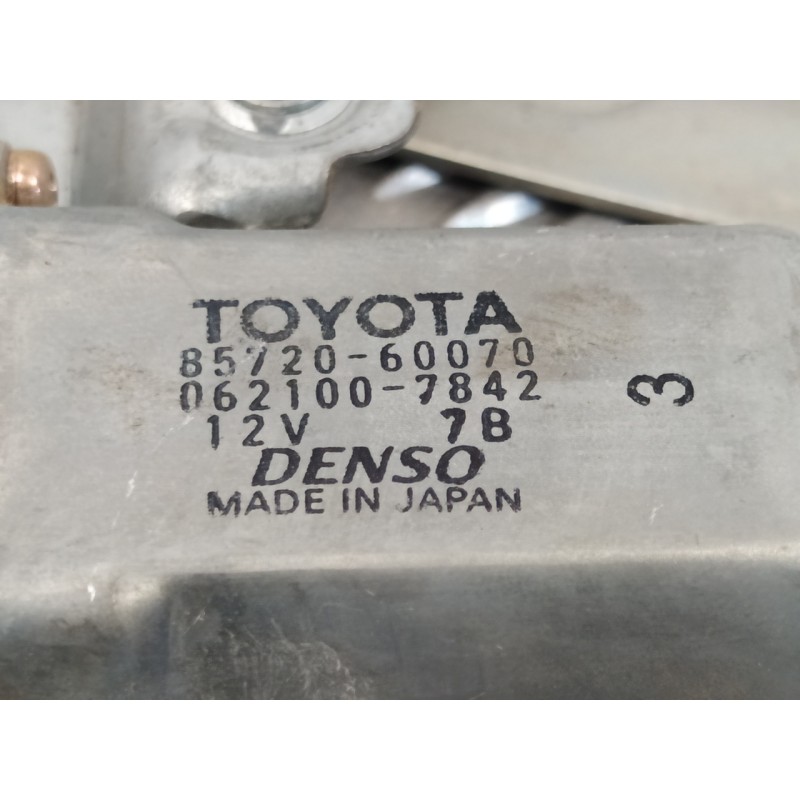 TOYOTA
85720-60070
062100-7842
12V 7B
DENSO
MADE IN JAPAN
3